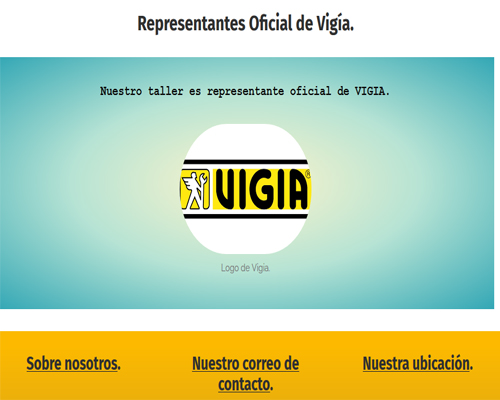 Representantes Oficial de Vigía.
Nuestro taller es representante oficial de VIGIA.
VIGIA®
Logo de Vigia.
Sobre nosotros.
Nuestro correo de
contacto.
Nuestra ubicación.